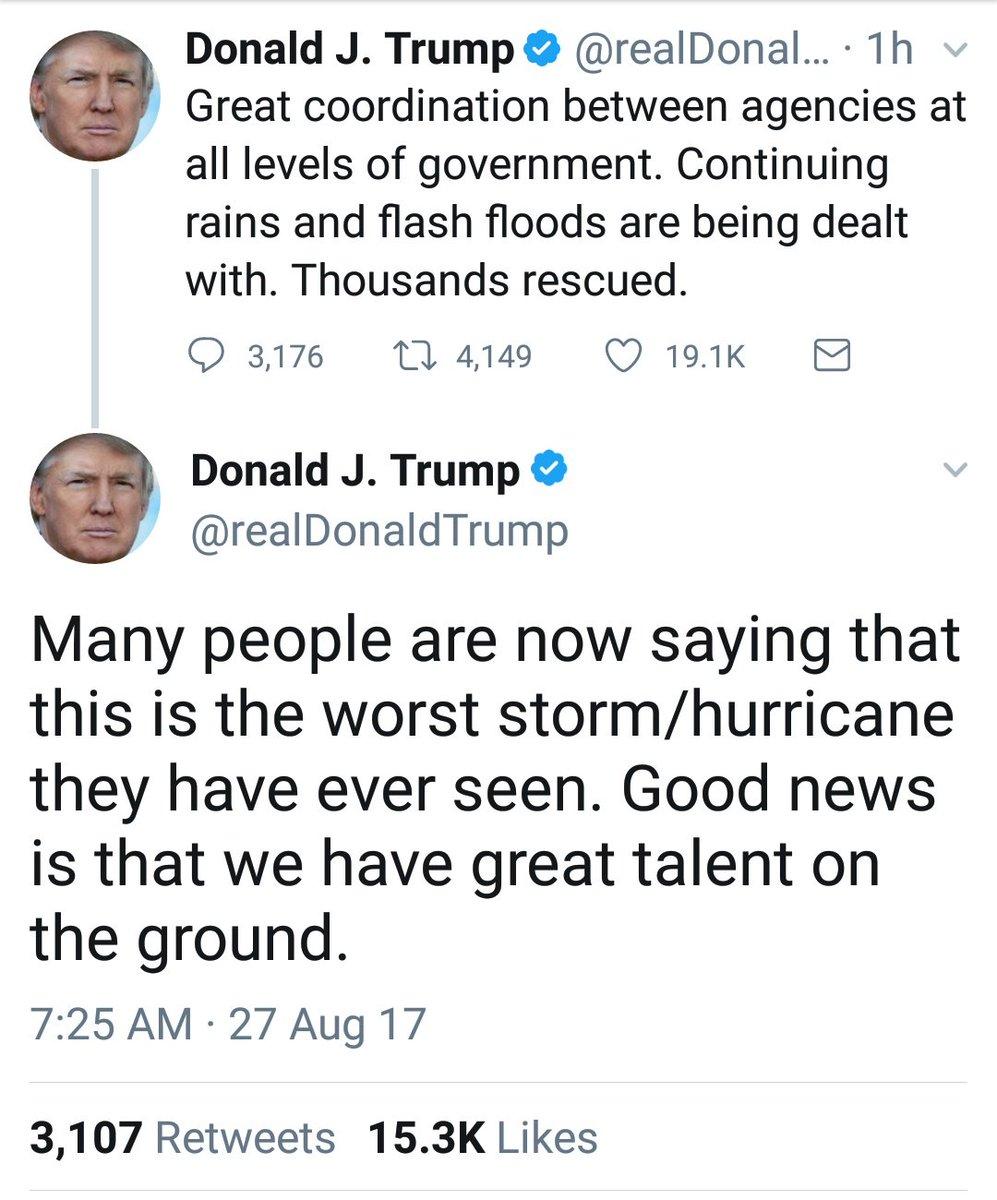 Donald J. Trump @realDonal... · 1h
Great coordination between agencies at
all levels of government. Continuing
rains and flash floods are being dealt
with. Thousands rescued.
3,176 4,149 19.1K
Donald J. Trump
@realDonaldTrump
Many people are now saying that
this is the worst storm/hurricane
they have ever seen. Good news
is that we have great talent on
the ground.
7:25 AM · 27 Aug 17
3,107 Retweets 15.3K Likes